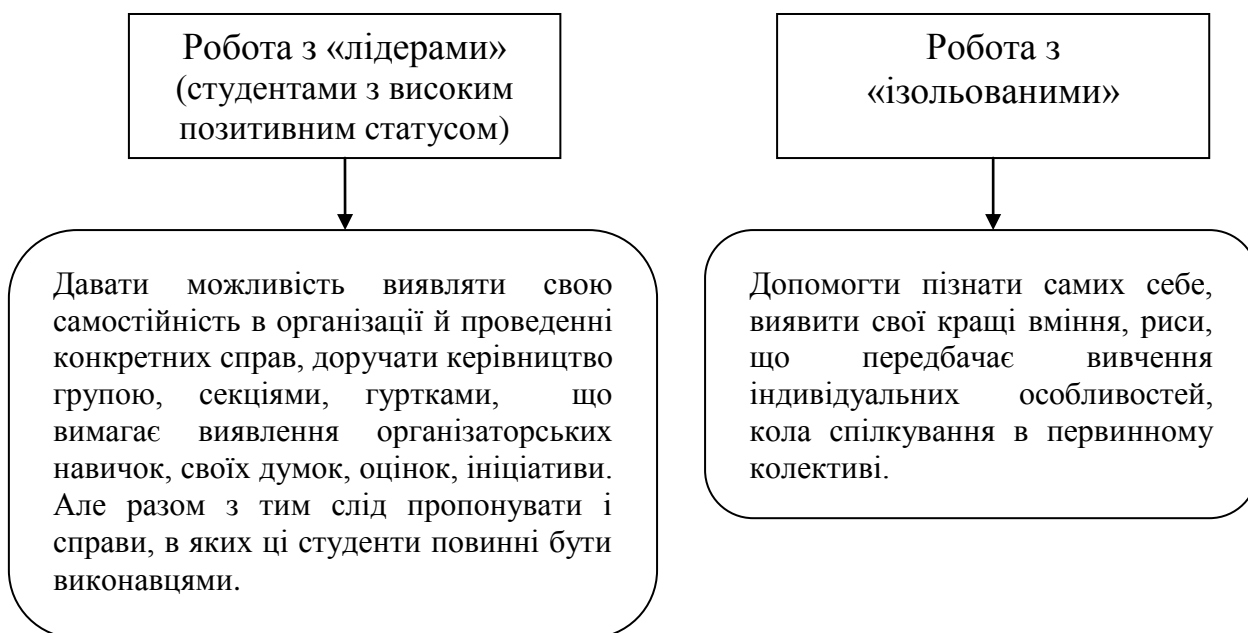 Робота з «лідерами»
(студентами з високим
позитивним статусом)
Давати можливість виявляти свою
самостійність в організації й проведенні
конкретних справ, доручати керівництво
групою, секціями, гуртками, що
вимагає виявлення організаторських
навичок, своїх думок, оцінок, ініціативи.
Але разом з тим слід пропонувати і
справи, в яких ці студенти повинні бути
виконавцями.
Робота з
«ізольованими»
Допомогти пізнати самих себе,
виявити свої кращі вміння, риси,
що передбачає вивчення
індивідуальних особливостей,
кола спілкування в первинному
колективі.